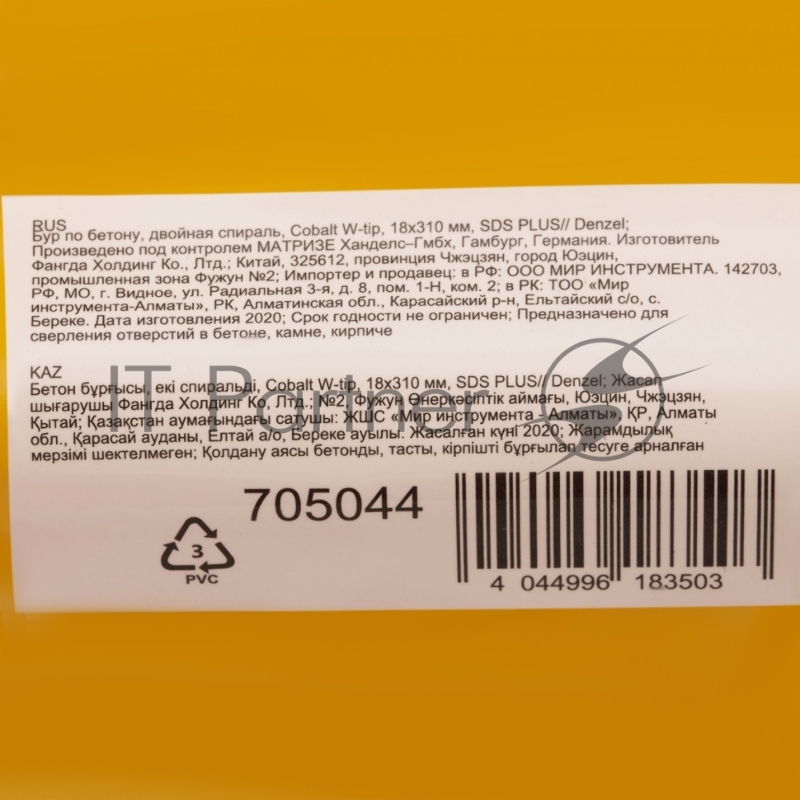 RUS
Бур по бетону, двойная спираль, Cobalt W-tip, 18x310 мм, SDS PLUS// Denzel;
Произведено под контролем МАТРИЗЕ Ханделс–Гмбх, Гамбург, Германия. Изготовитель
Фангда Холдинг Ко., Лтд.; Китай, 325612, провинция Чжэцзян, город Юэцин,
промышленная зона Фужун №2; Импортер и продавец: в РФ: ООО МИР ИНСТРУМЕНТА. 142703,
РФ, МО, г. Видное, ул. Радиальная 3-я, д. 8, пом. 1-Н, ком. 2; в РК: ТОО «Мир
инструмента-Алматы», РК, Алматинская обл., Карасайский р-н, Ельтайский с/о, с.
Береке. Дата изготовления 2020; Срок годности не ограничен; Предназначено для
сверления отверстий в бетоне, камне, кирпиче
KAZ
Бетон бұрғысы, екі спиральді, Cobalt W-tip, 18x310 мм, SDS PLUS// Denzel; Жасап
шығарушы Фангда Холдинг Ко, Лтд.; №2, Фужун Өнеркәсіптік аймағы, Юэцин, Чжэцзян,
Қытай; Қазақстан аумағындағы сатушы: ЖШС «Мир инструмента - Алматы», ҚР, Алматы
обл., Қарасай ауданы, Елтай а/о, Береке ауылы. Жасалған күні 2020; Жарамдылық
мерзімі шектелмеген; Қолдану аясы бетонды, тасты, кірпішті бұрғылап тесуге арналған
IT Partner
705044
3
PVC
4 044996 183503